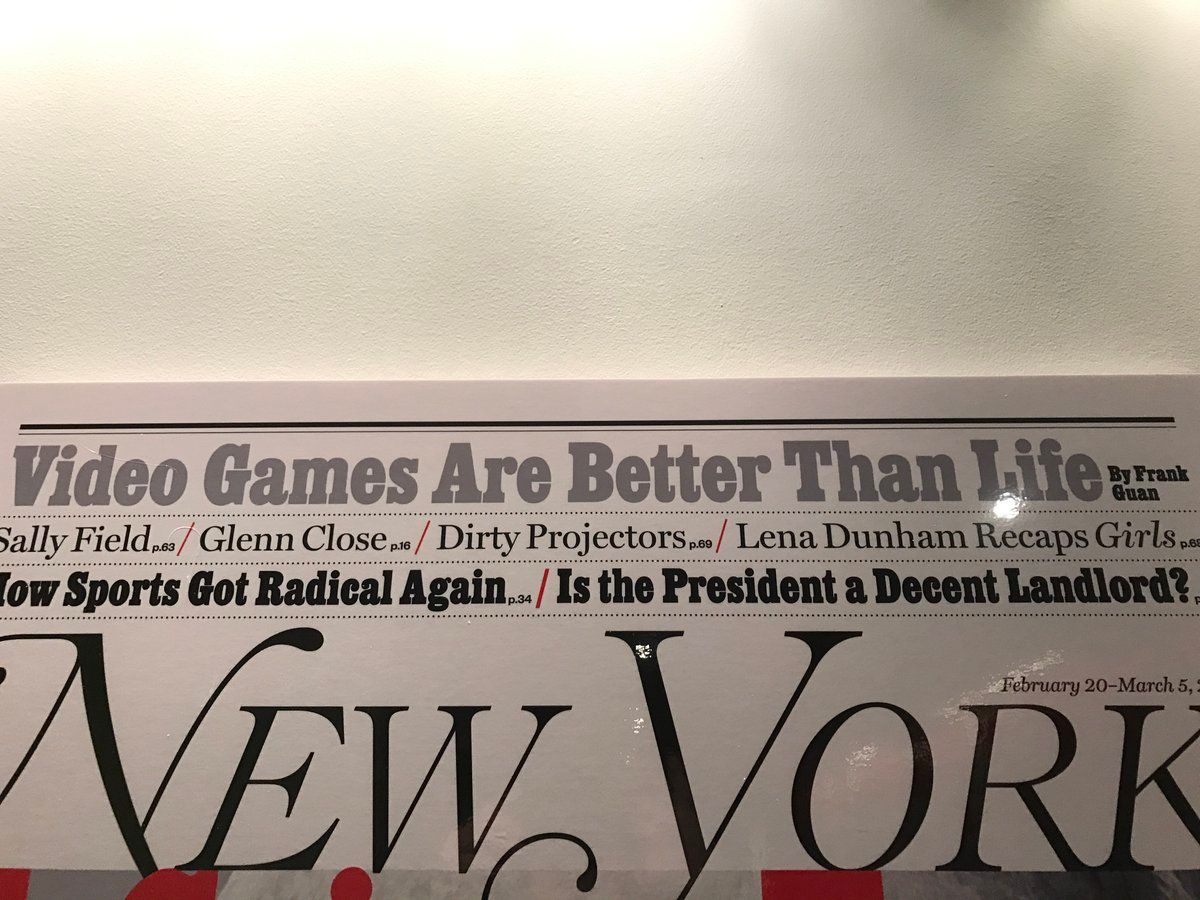 Video Games Are Better Than Life By Frank Guan
Sally Field p.63 / Glenn Close p.16 / Dirty Projectors p.69 / Lena Dunham Recaps Girls
How Sports Got Radical Again p.34 / Is the President a Decent Landlord?
February 20–March 5,
New York